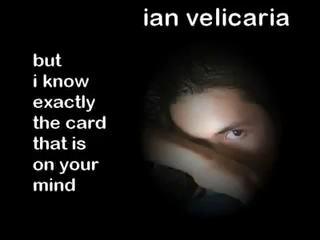 ian velicaria
but
i know
exactly
the card
that is
on your
mind